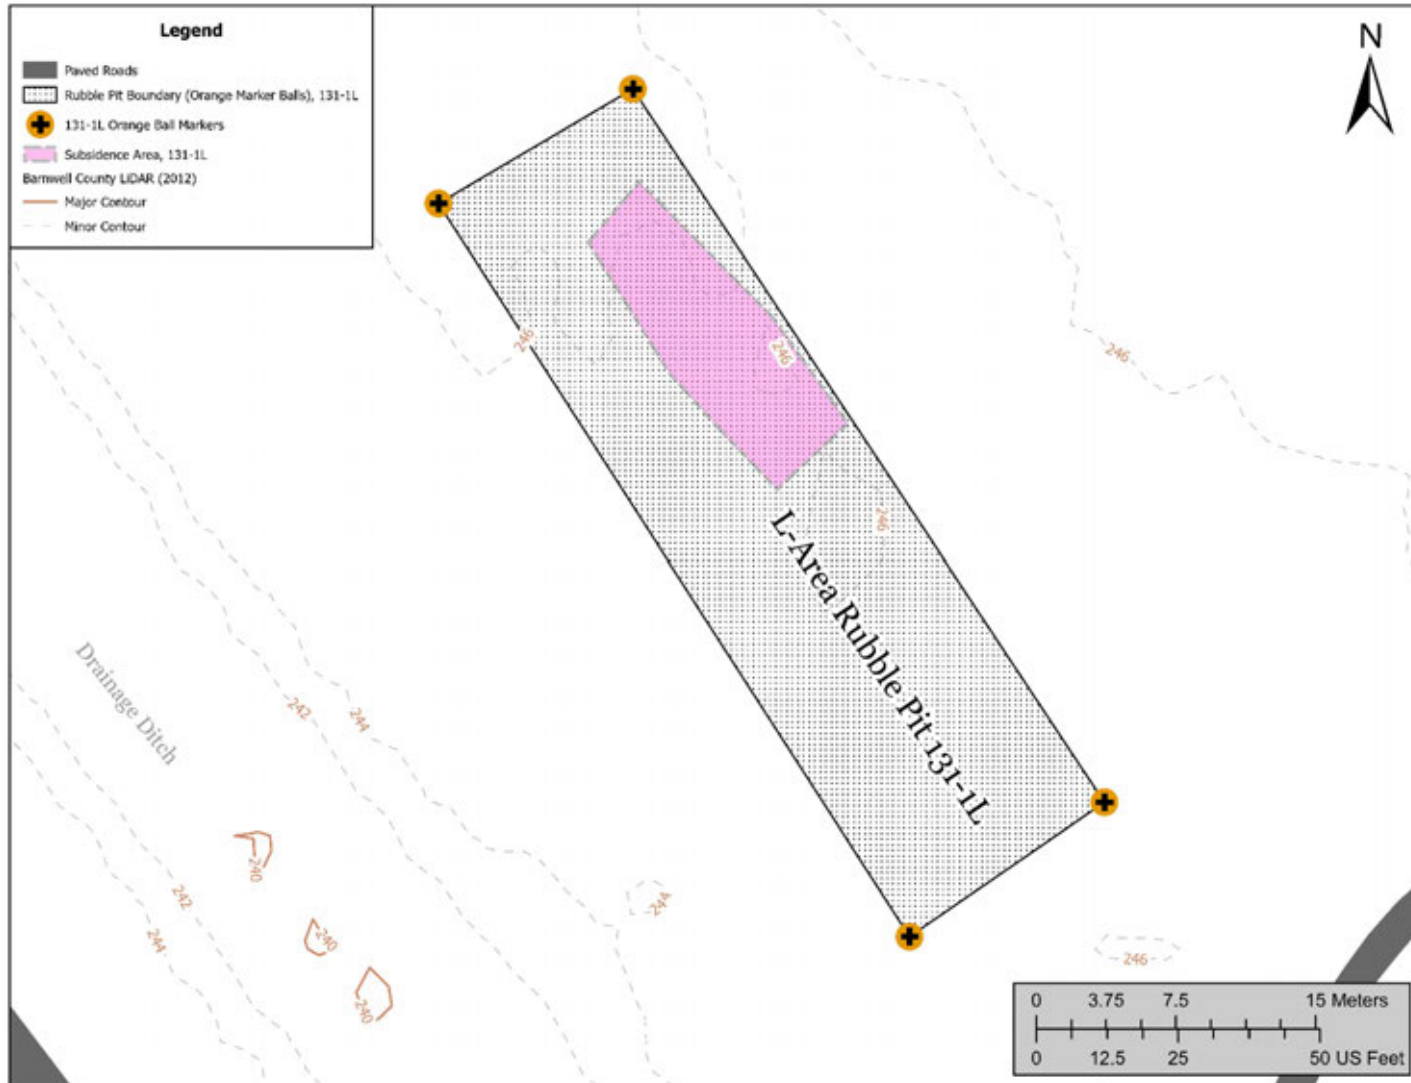 Legend
Paved Roads
Rubble Pit Boundary (Orange Marker Balls), 131-1L
131-1L Orange Ball Markers
Subsidence Area, 131-1L
Barnwell County LiDAR (2012)
Major Contour
Minor Contour
N
246
246
246
246
L-Area Rubble Pit 131-1L
Drainage Ditch
242
244
240
242
244
240
240
244
246
0 3.75 7.5 15 Meters
0 12.5 25 50 US Feet